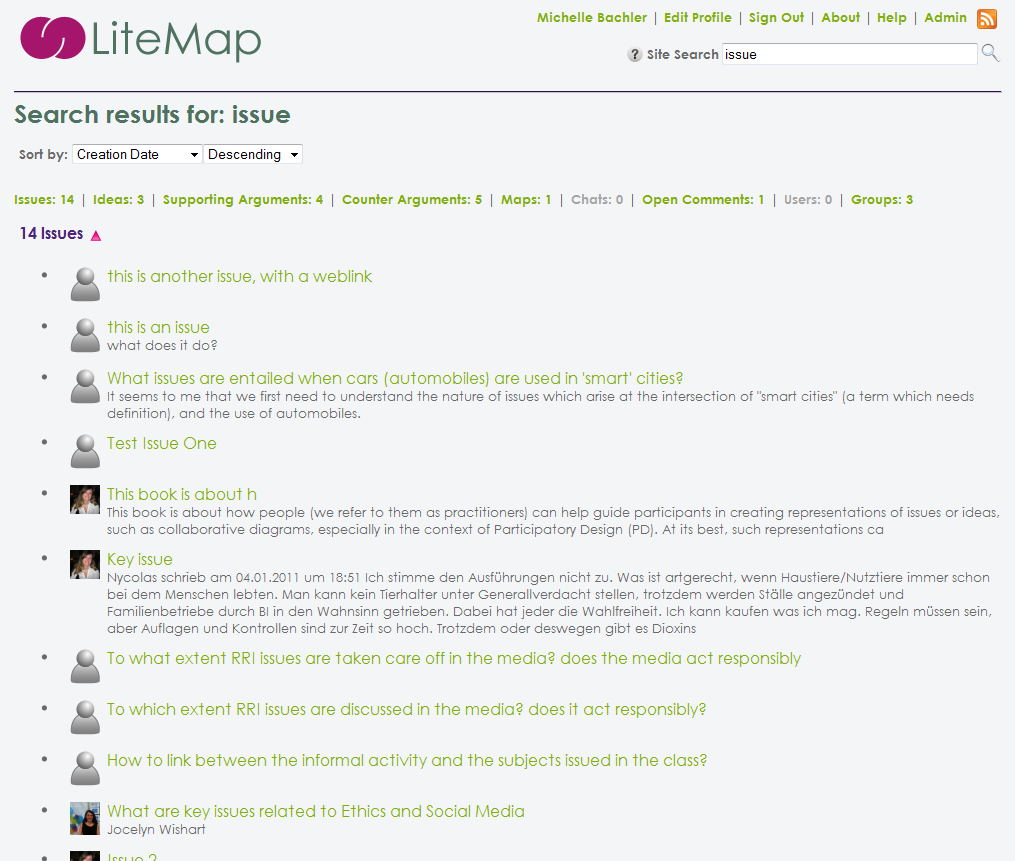 LiteMap
Michelle Bachler | Edit Profile | Sign Out | About | Help | Admin
? Site Search issue
Search results for: issue
Sort by: Creation Date Descending
Issues: 14 | Ideas: 3 | Supporting Arguments: 4 | Counter Arguments: 5 | Maps: 1 | Chats: 0 | Open Comments: 1 | Users: 0 | Groups: 3
14 Issues
this is another issue, with a weblink
this is an issue
what does it do?
What issues are entailed when cars (automobiles) are used in 'smart' cities?
It seems to me that we first need to understand the nature of issues which arise at the intersection of "smart cities" (a term which needs
definition), and the use of automobiles.
Test Issue One
This book is about h
This book is about how people (we refer to them as practitioners) can help guide participants in creating representations of issues or ideas,
such as collaborative diagrams, especially in the context of Participatory Design (PD). At its best, such representations ca
Key issue
Nycolas schrieb am 04.01.2011 um 18:51 Ich stimme den Ausführungen nicht zu. Was ist artgerecht, wenn Haustiere/Nutztiere immer schon
bei dem Menschen lebten. Man kann kein Tierhalter unter Generallverdacht stellen, trotzdem werden Ställe angezündet und
Familienbetriebe durch BI in den Wahnsinn getrieben. Dabei hat jeder die Wahlfreiheit. Ich kann kaufen was ich mag. Regeln müssen sein,
aber Auflagen und Kontrollen sind zur Zeit so hoch. Trotzdem oder deswegen gibt es Dioxins
To what extent RRI issues are taken care off in the media? does the media act responsibly
To which extent RRI issues are discussed in the media? does it act responsibly?
How to link between the informal activity and the subjects issued in the class?
What are key issues related to Ethics and Social Media
Jocelyn Wishart
Issue 2